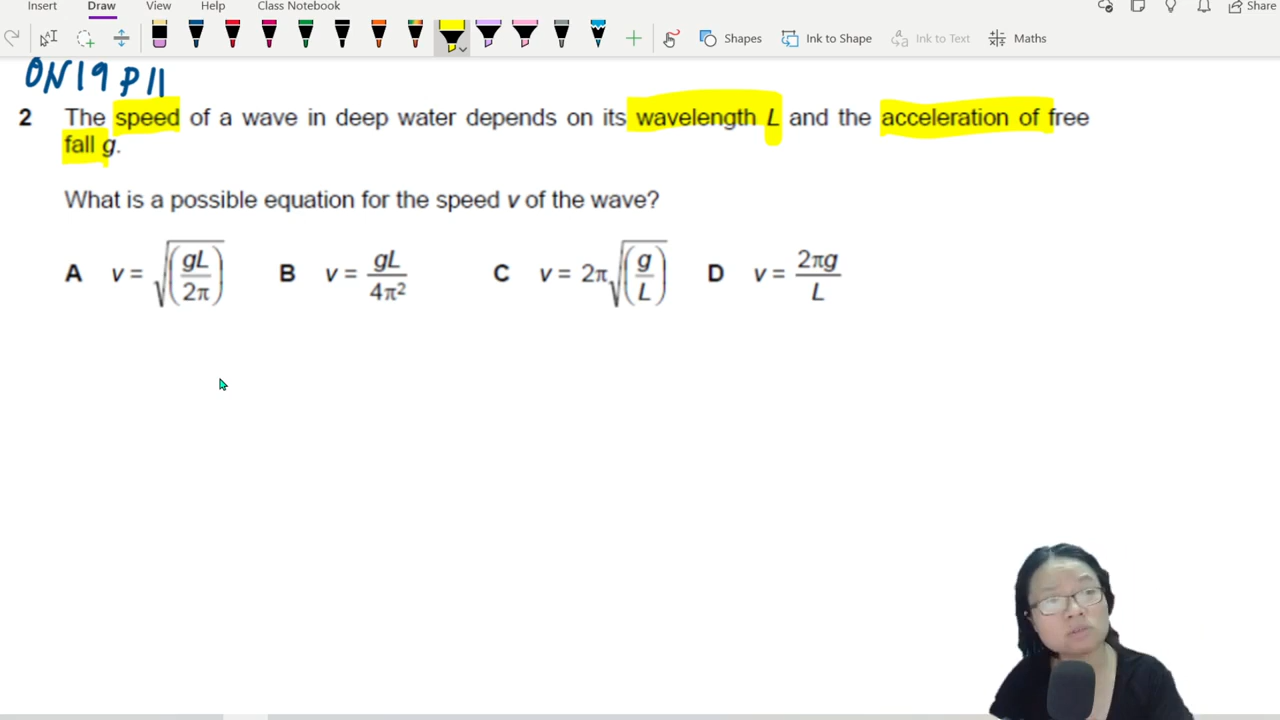 Insert Draw View Help Class Notebook
Share
Shapes Ink to Shape Ink to Text Maths
ON19 P11
2 The speed of a wave in deep water depends on its wavelength L and the acceleration of free
fall g.
What is a possible equation for the speed v of the wave?
A v = √(gL/2π) B v = gL/4π² C v = 2π√(g/L) D v = 2πg/L